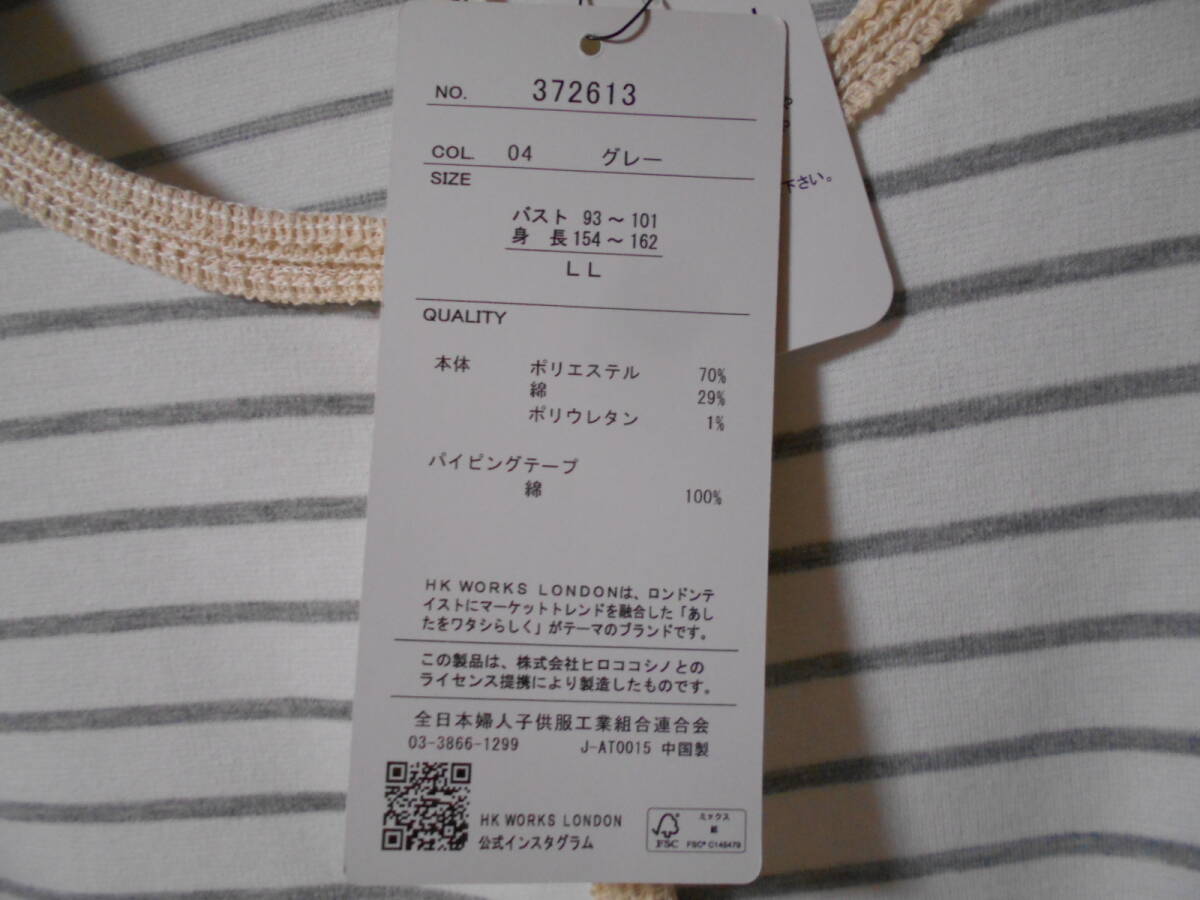 NO. 372613
COL. 04 グレー
SIZE
バスト 93～101
身 長 154～162
LL
QUALITY
本体 ポリエステル 70%
綿 29%
ポリウレタン 1%
パイピングテープ
綿 100%
HK WORKS LONDONは、ロンドンテ
イストにマーケットトレンドを融合した「あし
たをワタシらしく」がテーマのブランドです。
この製品は、株式会社ヒロココシノとの
ライセンス提携により製造したものです。
全日本婦人子供服工業組合連合会
03-3866-1299 J-AT0015 中国製
HK WORKS LONDON
公式インスタグラム
FSC
ミックス
紙
FSC® C145479
下さい。